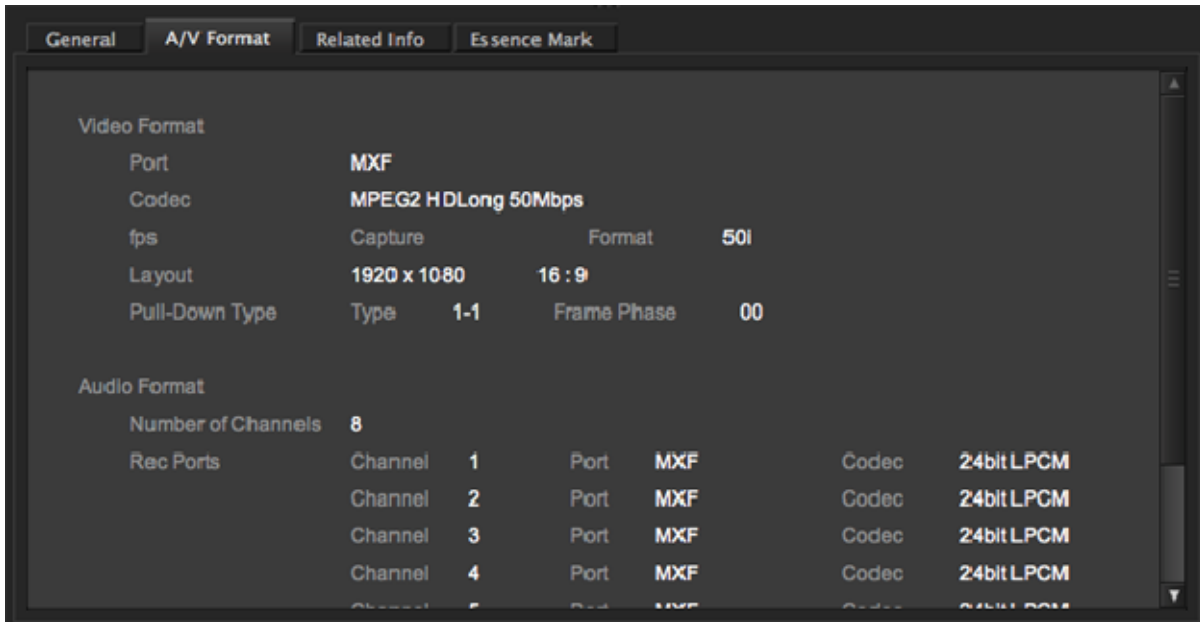 General A/V Format Related Info Essence Mark
Video Format
Port MXF
Codec MPEG2 HDLong 50Mbps
fps Capture Format 50i
Layout 1920 x 1080 16 : 9
Pull-Down Type Type 1-1 Frame Phase 00
Audio Format
Number of Channels 8
Rec Ports Channel 1 Port MXF Codec 24bit LPCM
Channel 2 Port MXF Codec 24bit LPCM
Channel 3 Port MXF Codec 24bit LPCM
Channel 4 Port MXF Codec 24bit LPCM